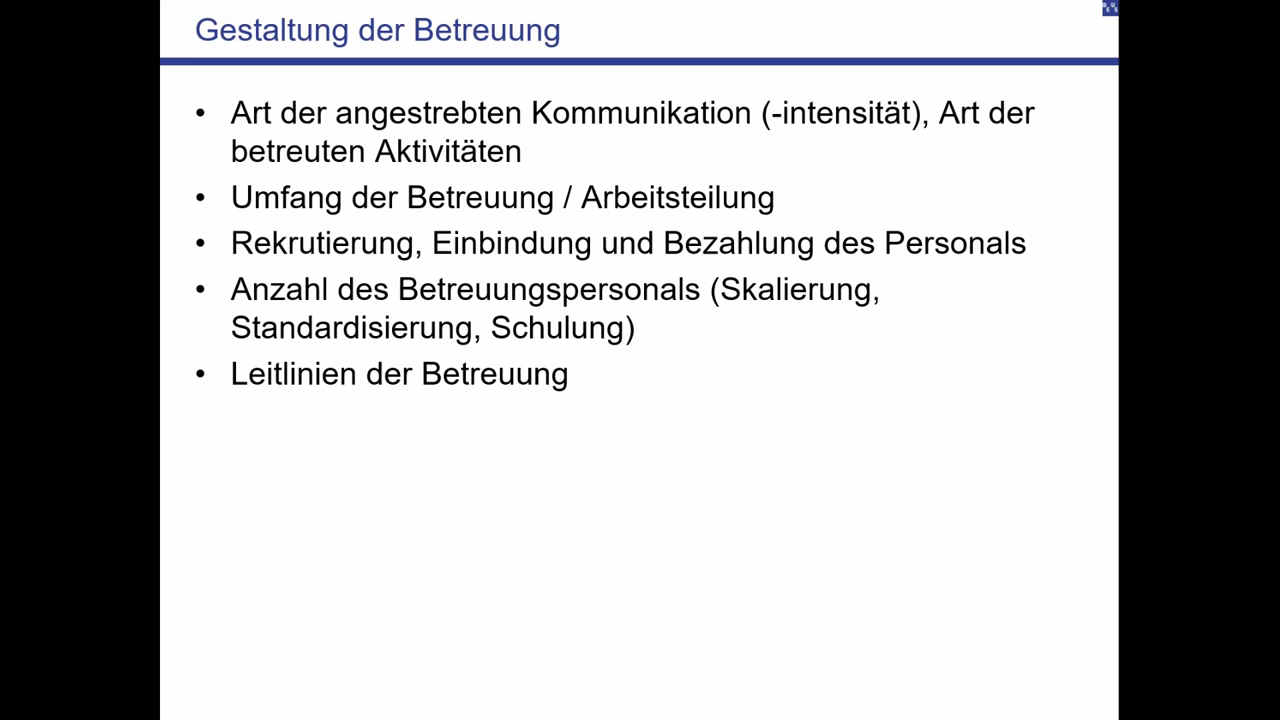 Gestaltung der Betreuung
• Art der angestrebten Kommunikation (-intensität), Art der
betreuten Aktivitäten
• Umfang der Betreuung / Arbeitsteilung
• Rekrutierung, Einbindung und Bezahlung des Personals
• Anzahl des Betreuungspersonals (Skalierung,
Standardisierung, Schulung)
• Leitlinien der Betreuung